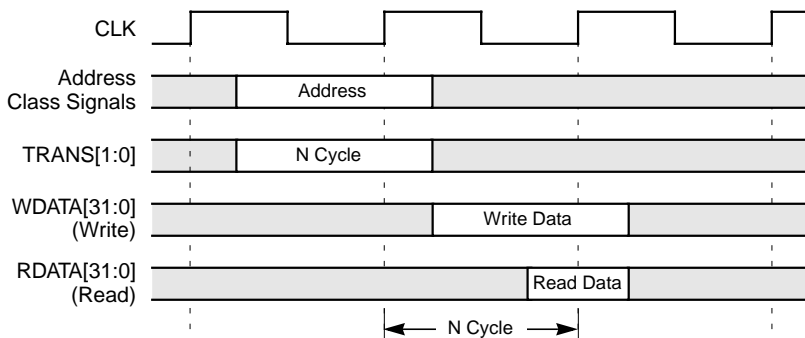 CLK
Address
Class Signals
Address
TRANS[1:0]
N Cycle
WDATA[31:0]
(Write)
Write Data
RDATA[31:0]
(Read)
Read Data
N Cycle